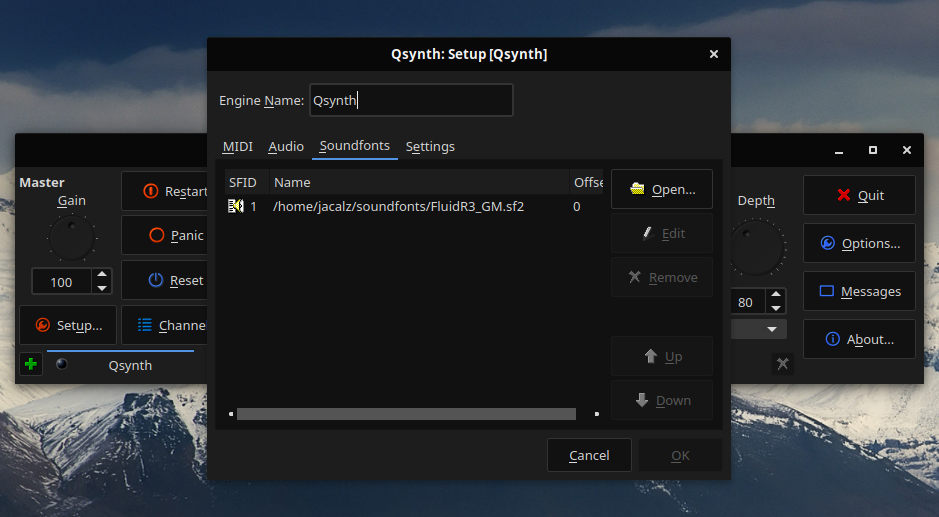 Qsynth: Setup [Qsynth]
Engine Name: Qsynth
MIDI Audio Soundfonts Settings
SFID Name Offse
1 /home/jacalz/soundfonts/FluidR3_GM.sf2 0
Open...
Edit
Remove
Up
Down
Cancel OK
Master
Gain
100
Restart
Panic
Reset
Setup...
Channe
Qsynth
Depth
80
Quit
Options...
Messages
About...